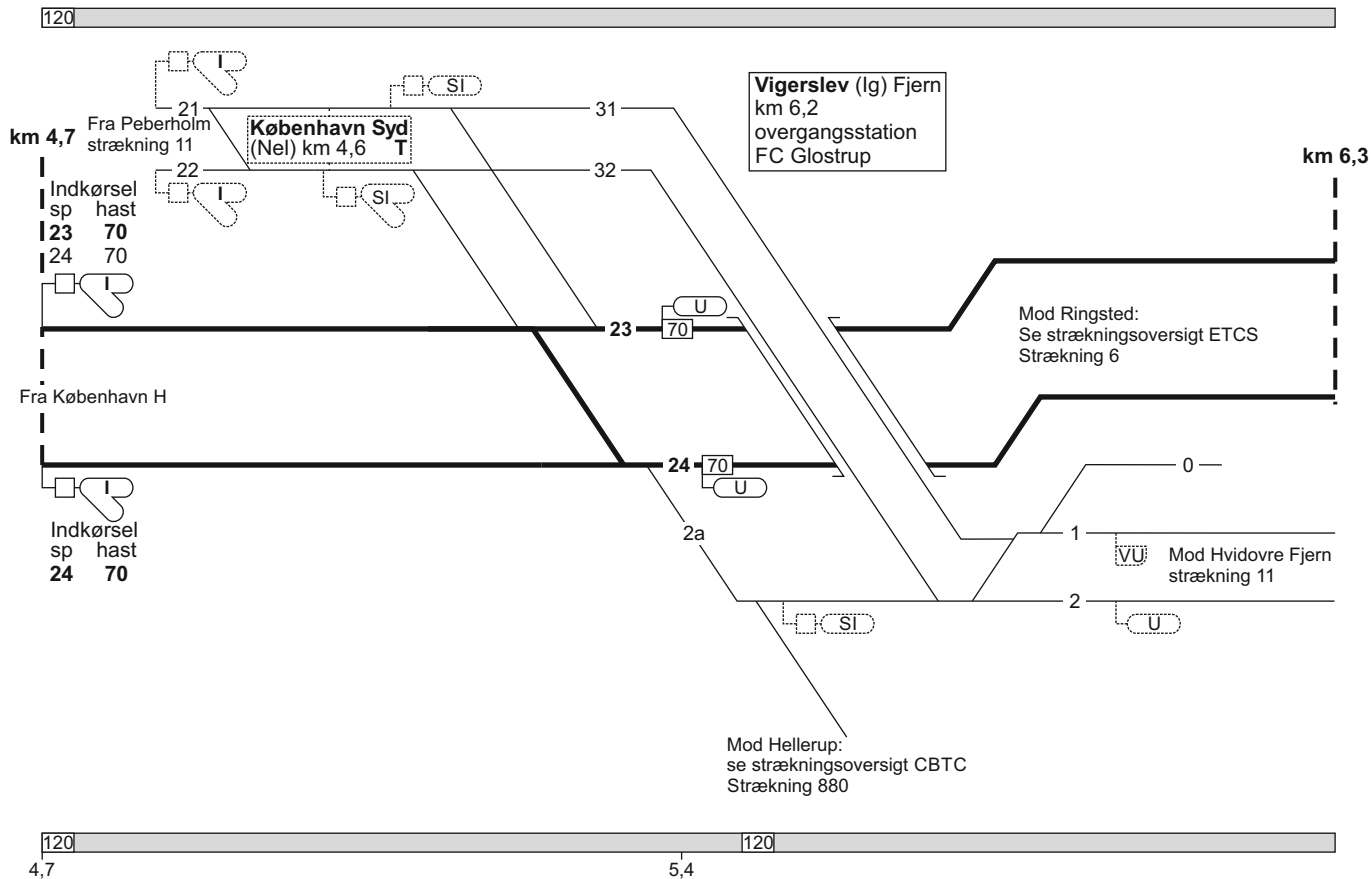 120
I
SI
21
31
Fra Peberholm
strækning 11
København Syd
(Nel) km 4,6 T
Vigerslev (Ig) Fjern
km 6,2
overgangsstation
FC Glostrup
km 4,7
km 6,3
22
32
I
SI
Indkørsel
sp hast
23 70
24 70
I
U
23
70
Mod Ringsted:
Se strækningsoversigt ETCS
Strækning 6
Fra København H
24
70
U
0
I
Indkørsel
sp hast
24 70
2a
1
VU
Mod Hvidovre Fjern
strækning 11
2
SI
U
Mod Hellerup:
se strækningsoversigt CBTC
Strækning 880
120
120
4,7
5,4